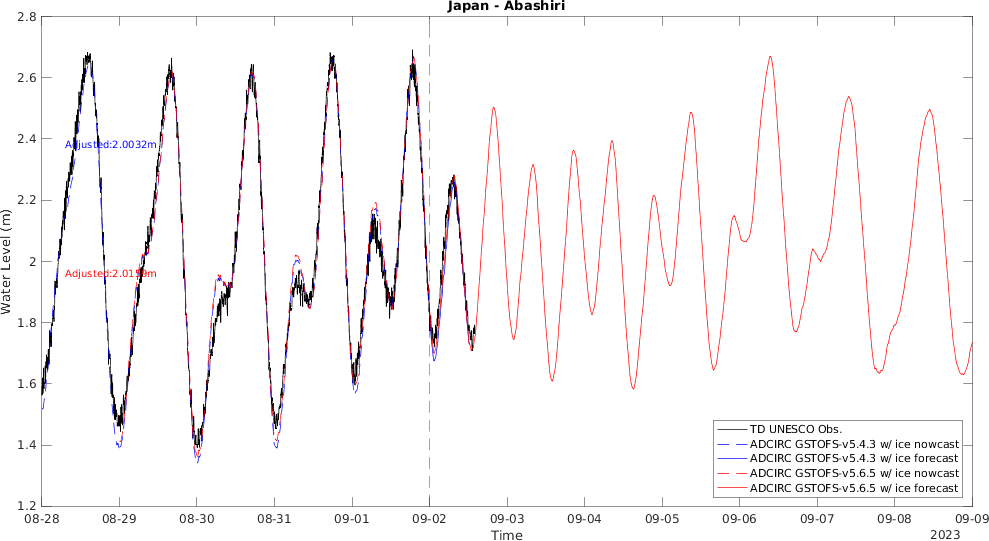 Japan - Abashiri
2.8
2.6
2.4
2.2
2
1.8
1.6
1.4
1.2
Water Level (m)
Adjusted:2.0032m
Adjusted:2.0159m
TD UNESCO Obs.
ADCIRC GSTOFS-v5.4.3 w/ ice nowcast
ADCIRC GSTOFS-v5.4.3 w/ ice forecast
ADCIRC GSTOFS-v5.6.5 w/ ice nowcast
ADCIRC GSTOFS-v5.6.5 w/ ice forecast
08-28 08-29 08-30 08-31 09-01 09-02 09-03 09-04 09-05 09-06 09-07 09-08 09-09
Time
2023